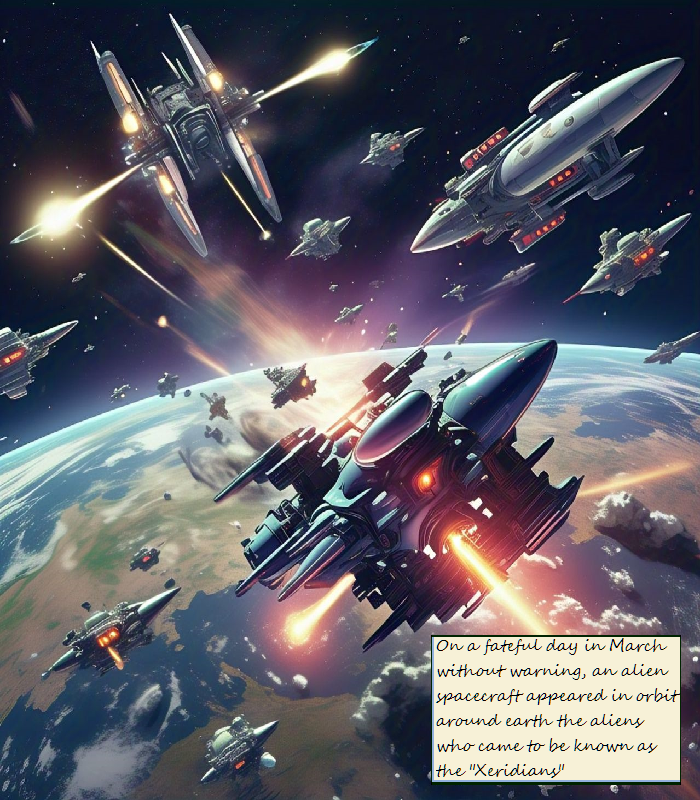 On a fateful day in March
without warning, an alien
spacecraft appeared in orbit
around earth the aliens
who came to be known as
the "Xeridians"